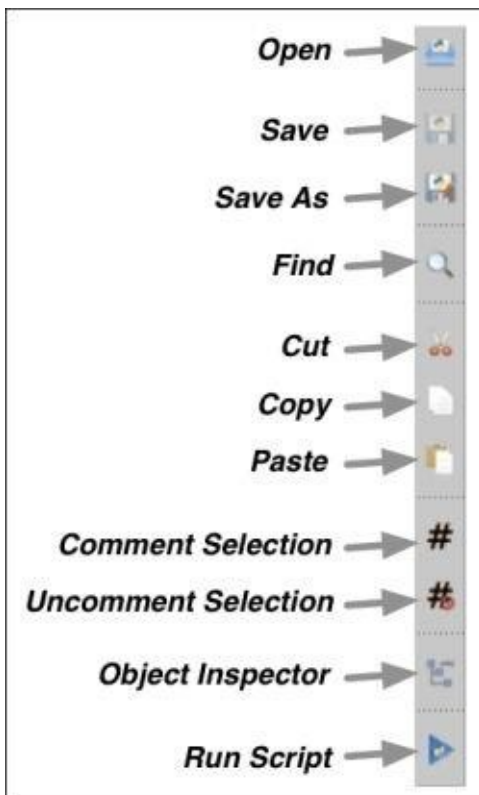 Open
Save
Save As
Find
Cut
Copy
Paste
Comment Selection
#
Uncomment Selection
#
Object Inspector
Run Script